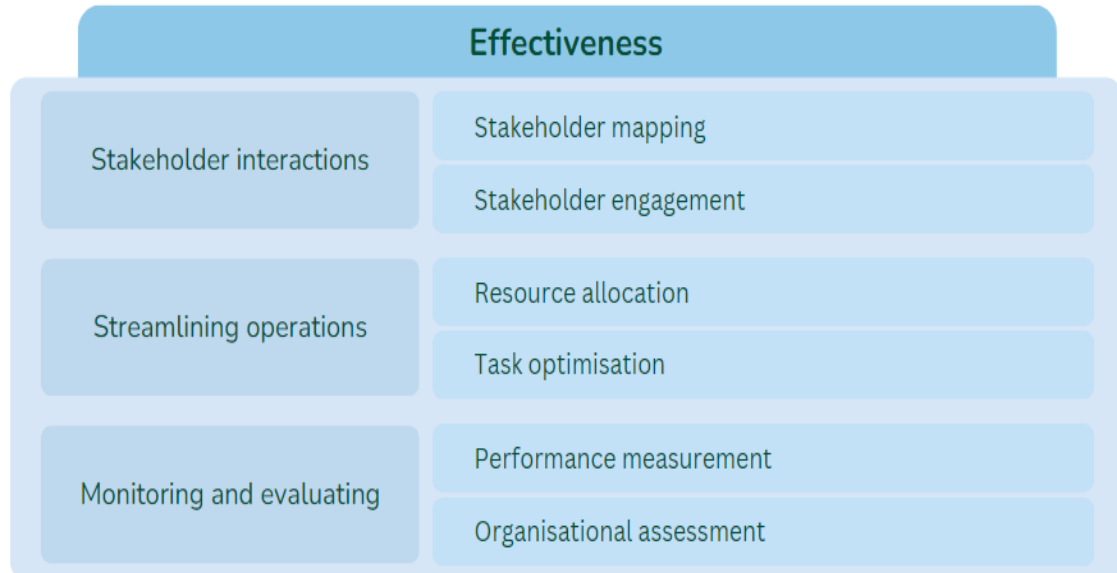 Effectiveness
Stakeholder interactions
Stakeholder mapping
Stakeholder engagement
Streamlining operations
Resource allocation
Task optimisation
Monitoring and evaluating
Performance measurement
Organisational assessment